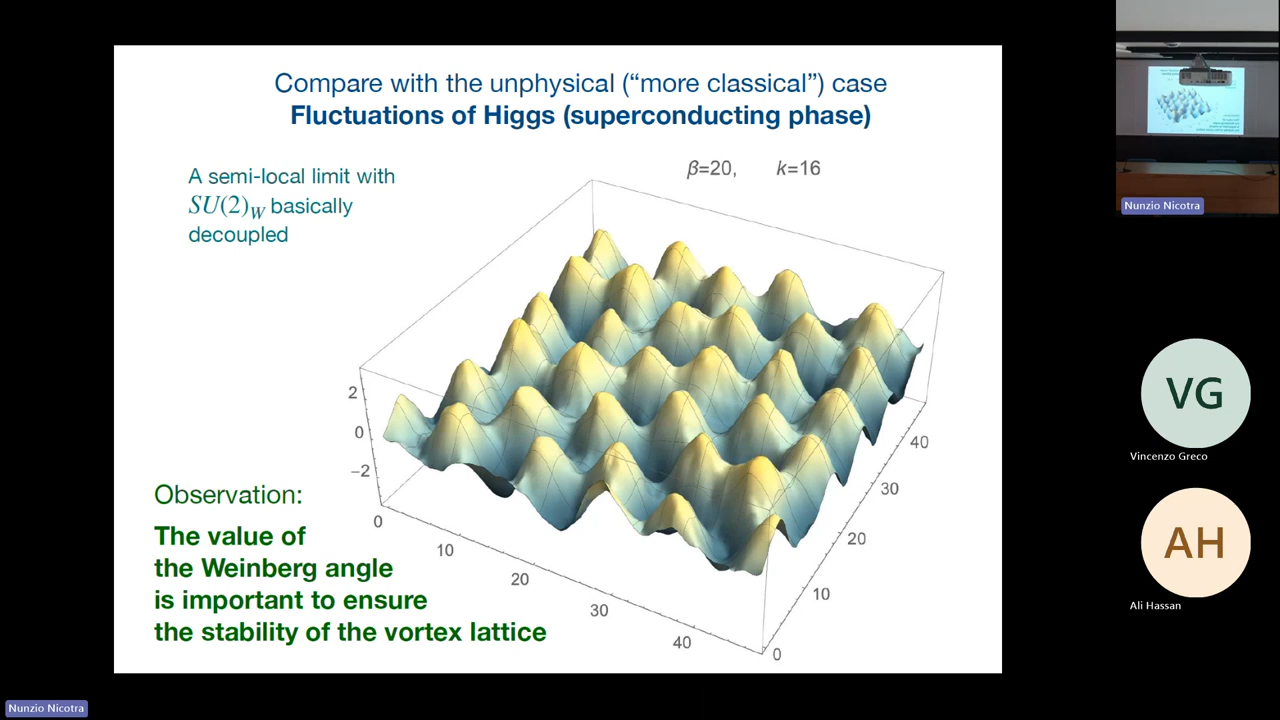 Compare with the unphysical (“more classical”) case
Fluctuations of Higgs (superconducting phase)
A semi-local limit with
SU(2)_W basically
decoupled
β=20, k=16
2
0
−2
0
10
20
30
40
0
10
20
30
40
Observation:
The value of
the Weinberg angle
is important to ensure
the stability of the vortex lattice
Nunzio Nicotra
VG
Vincenzo Greco
AH
Ali Hassan
Nunzio Nicotra